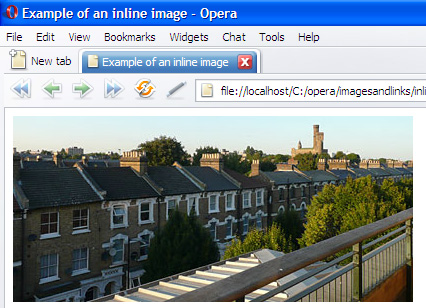 Example of an inline image - Opera
File Edit View Bookmarks Widgets Chat Tools Help
New tab Example of an inline image
file://localhost/C:/opera/imagesandlinks/inli